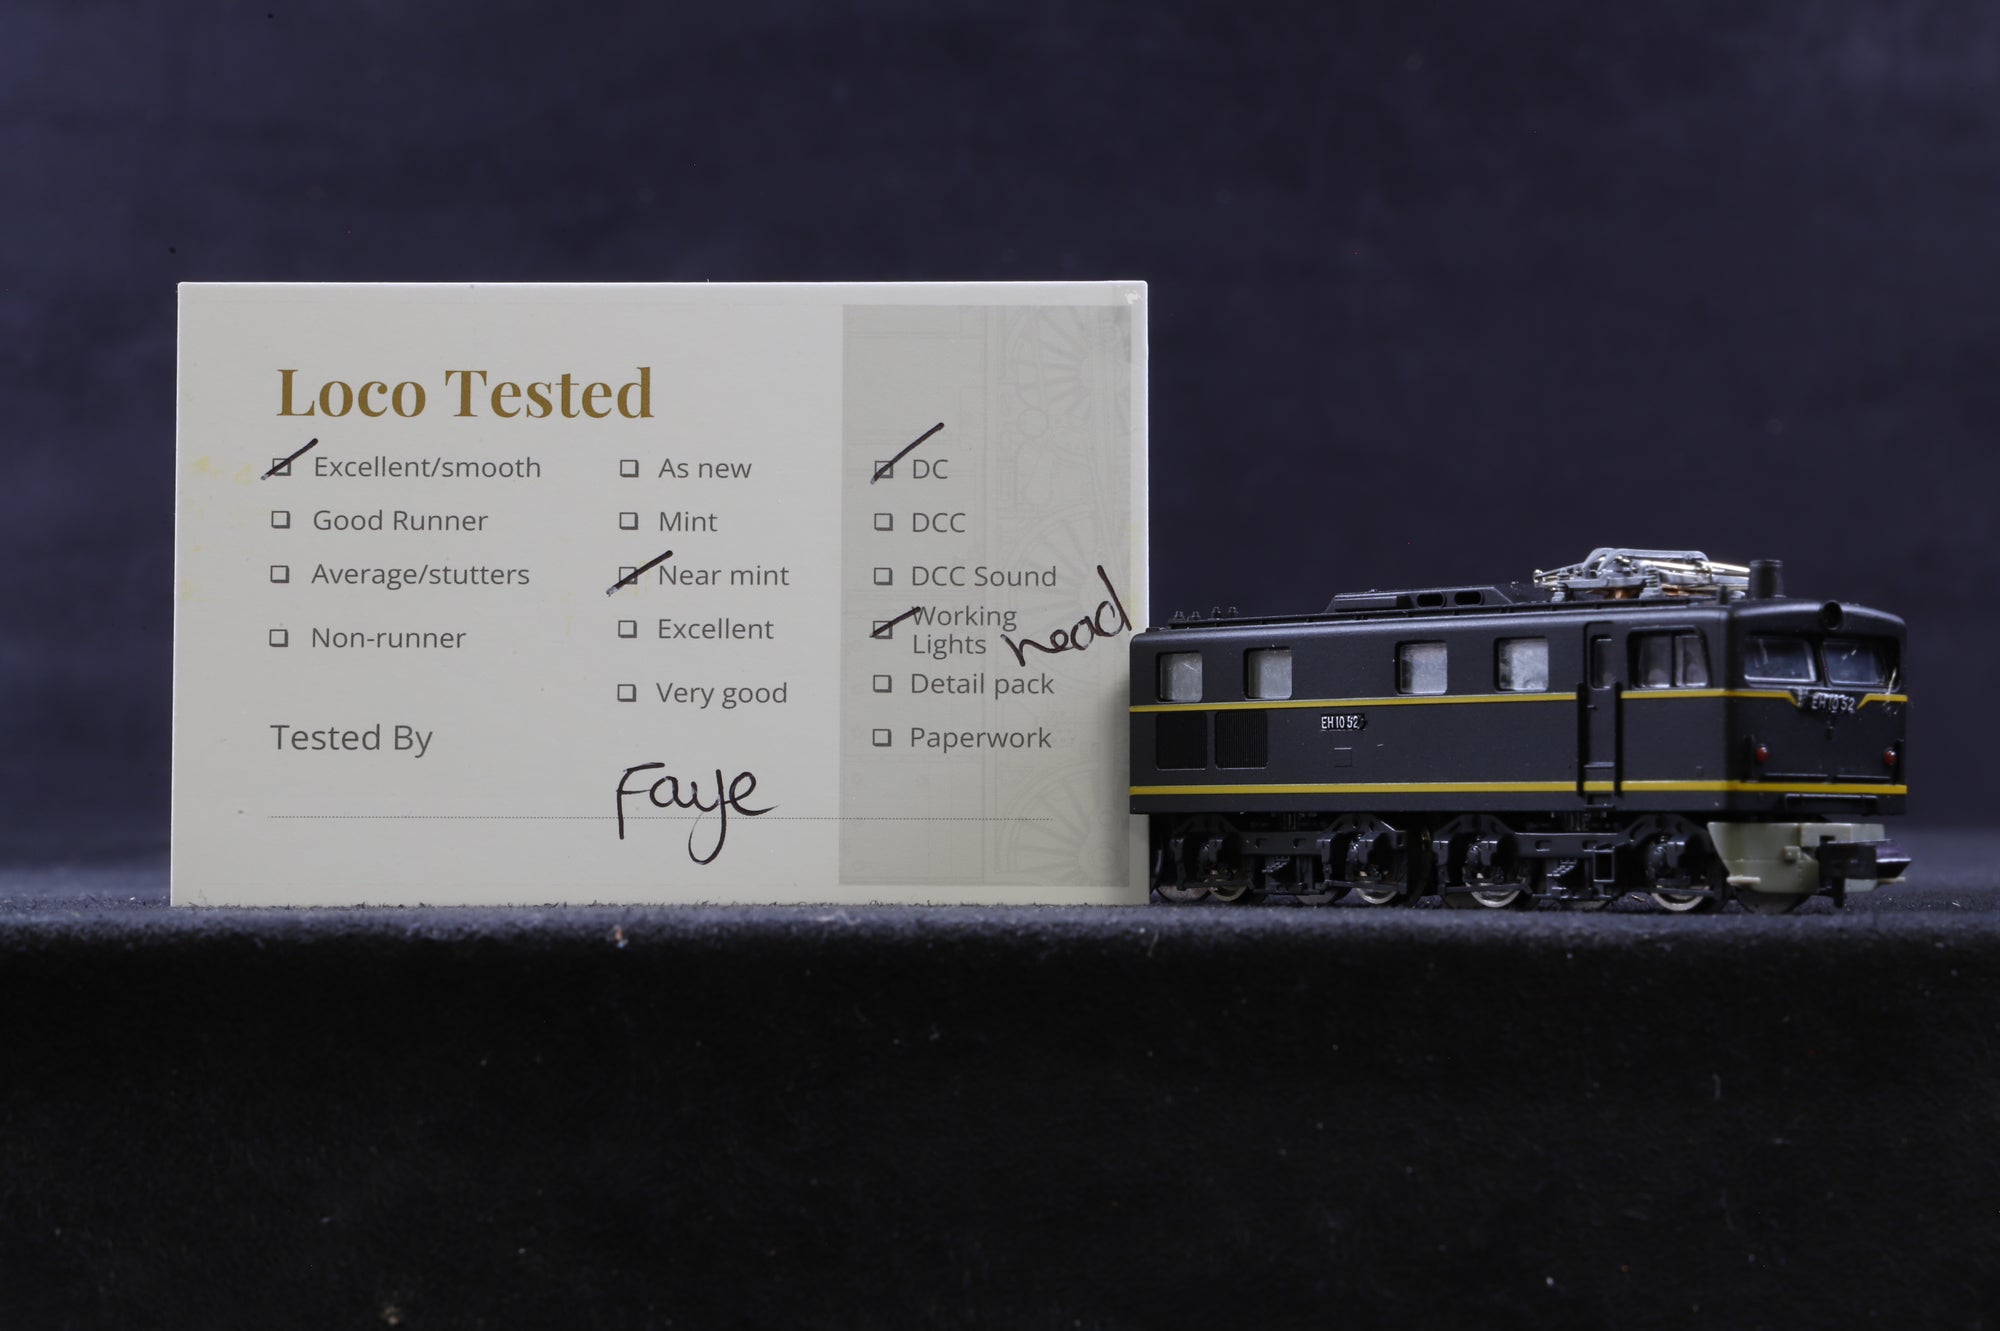 Loco Tested
Excellent/smooth
Good Runner
Average/stutters
Non-runner
As new
Mint
Near mint
Excellent
Very good
DC
DCC
DCC Sound
Working
Lights head
Detail pack
Paperwork
Tested By
Faye
EH10 52
EH10 52